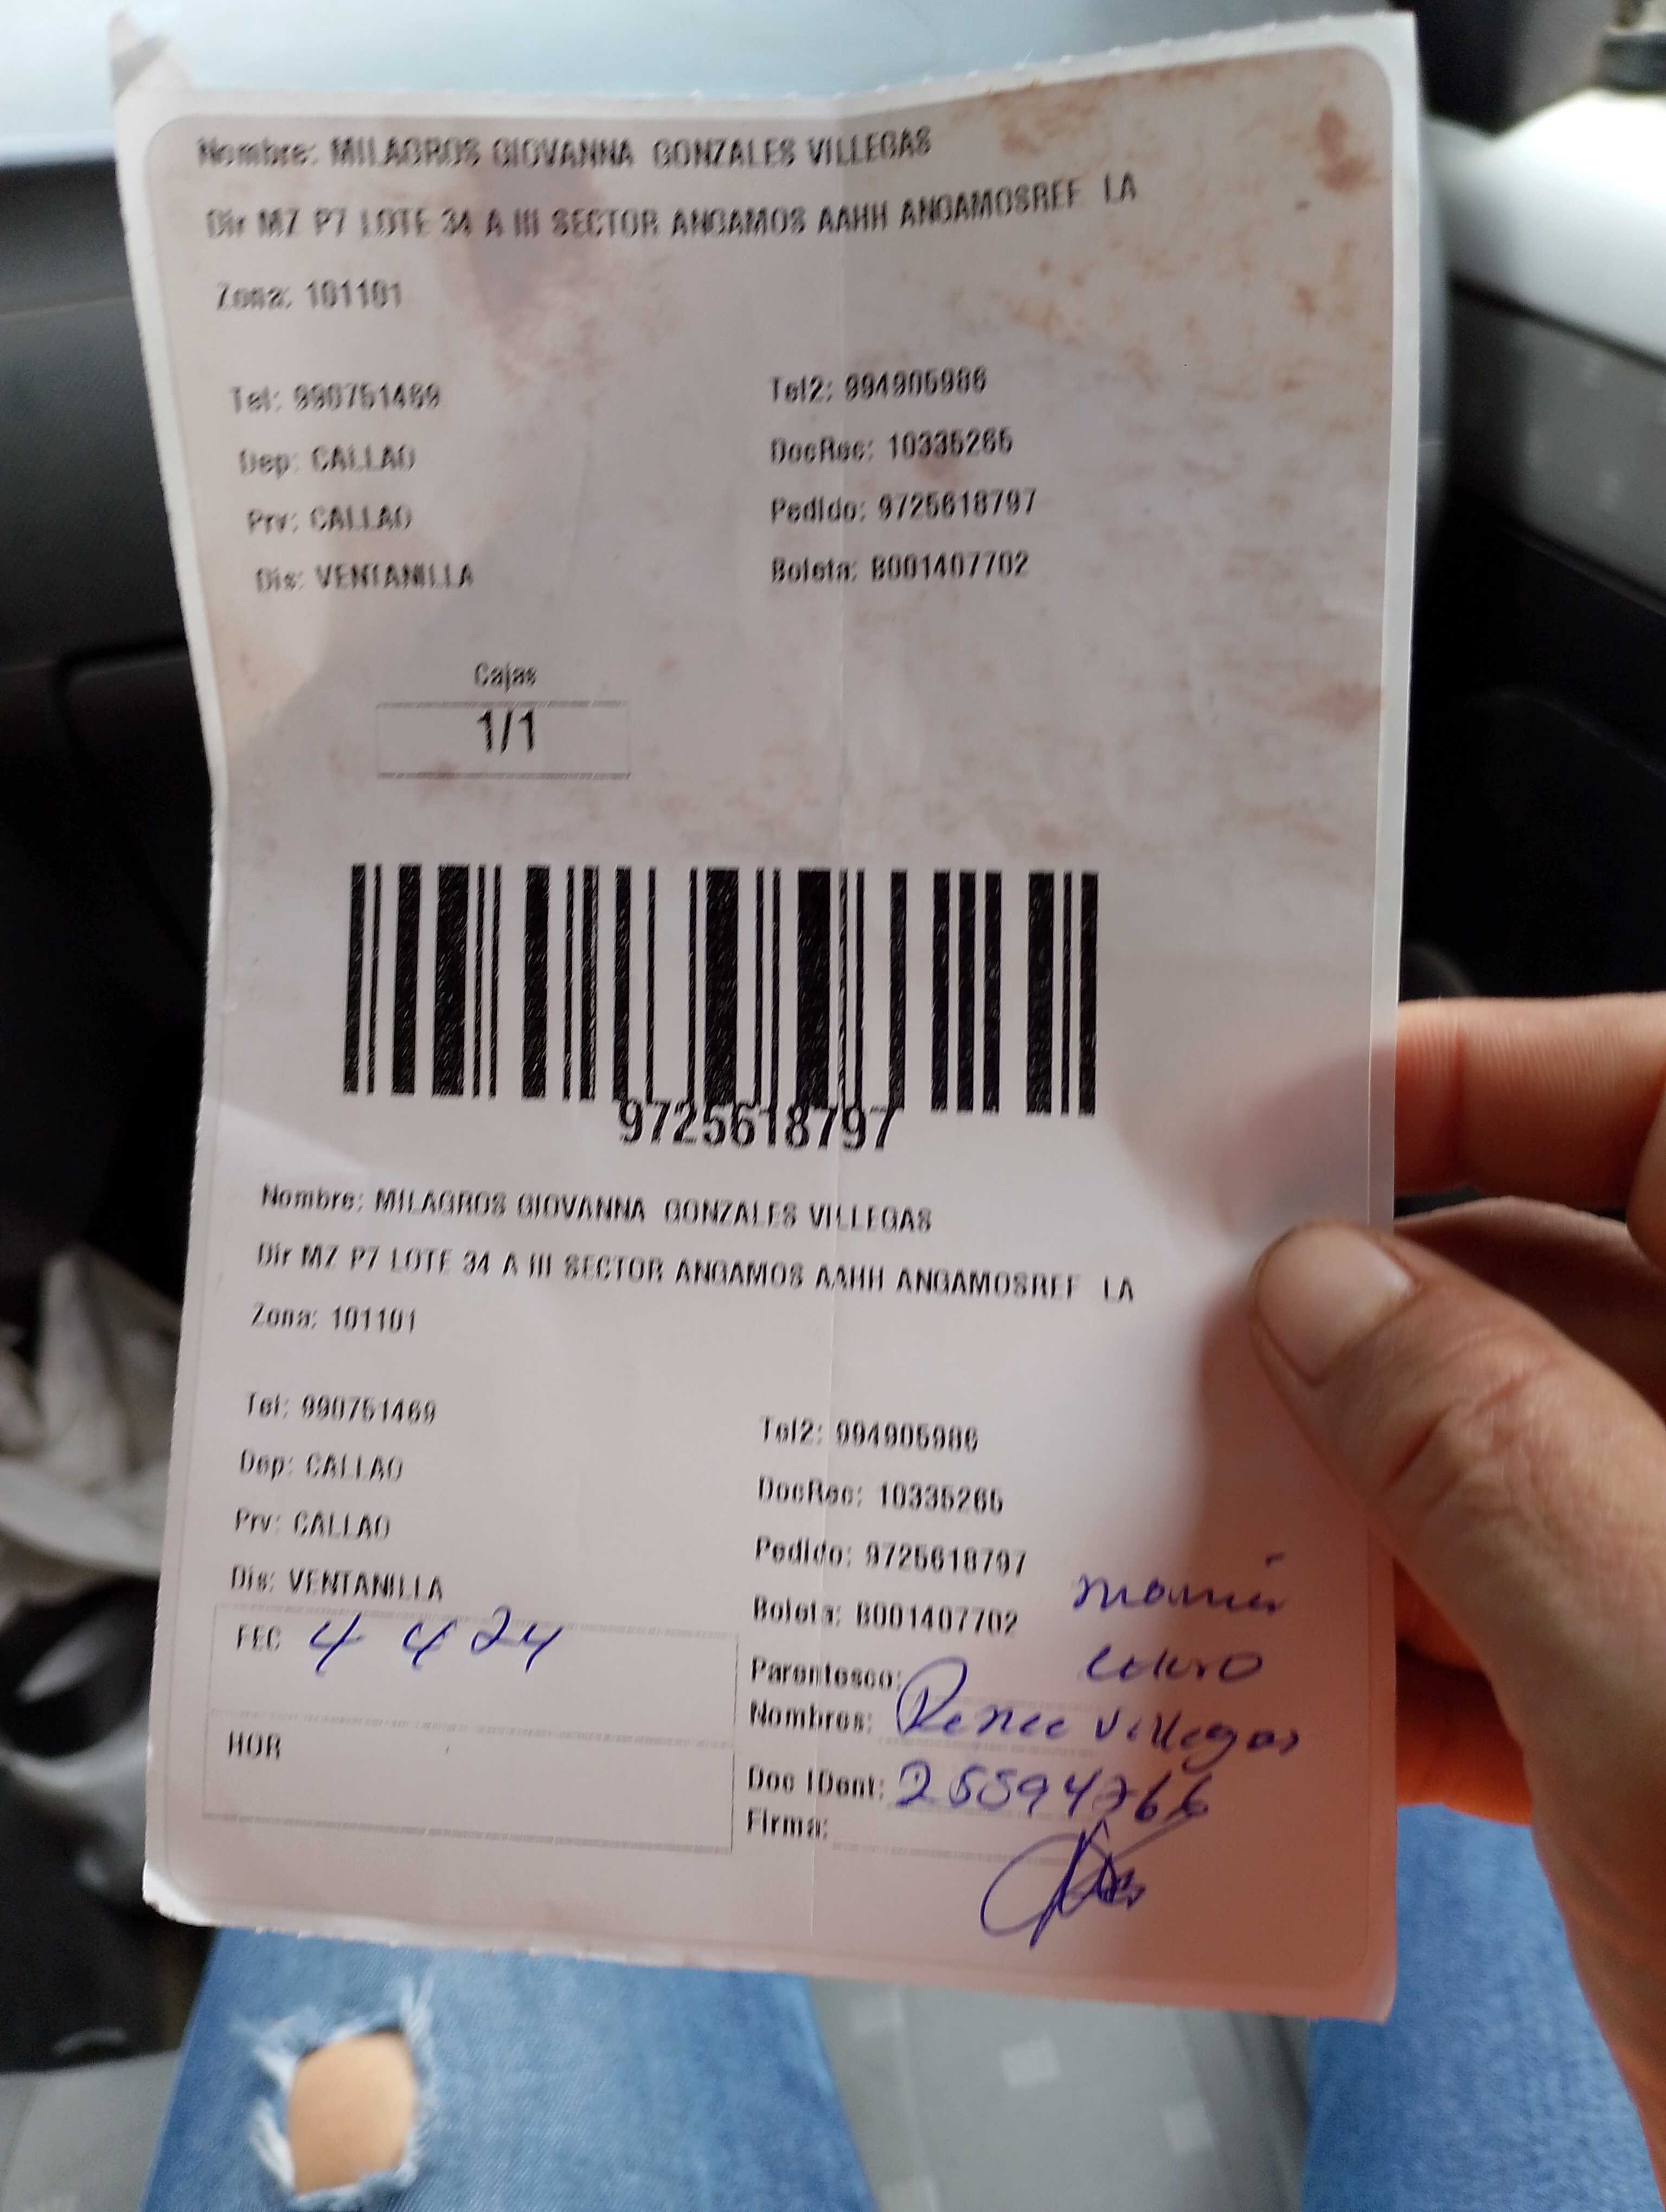 Nombre: MILAGROS GIOVANNA GONZALES VILLEGAS
Dir MZ P7 LOTE 34 A III SECTOR ANGAMOS AAHH ANGAMOSREF LA
Zona: 101101
Tel: 990751469 Tel2: 994905986
Dep: CALLAO DocRec: 10335265
Prv: CALLAO Pedido: 9725618797
Dis: VENTANILLA Boleta: B001407702
Cajas
1/1
9725618797
Nombre: MILAGROS GIOVANNA GONZALES VILLEGAS
Dir MZ P7 LOTE 34 A III SECTOR ANGAMOS AAHH ANGAMOSREF LA
Zona: 101101
Tel: 990751469 Tel2: 994905986
Dep: CALLAO DocRec: 10335265
Prv: CALLAO Pedido: 9725618797
Dis: VENTANILLA Boleta: B001407702
FEC 4 4 24
Parentesco:
Nombres: Renee Villegas
HOR
Doc IDent: 25594766
Firma: